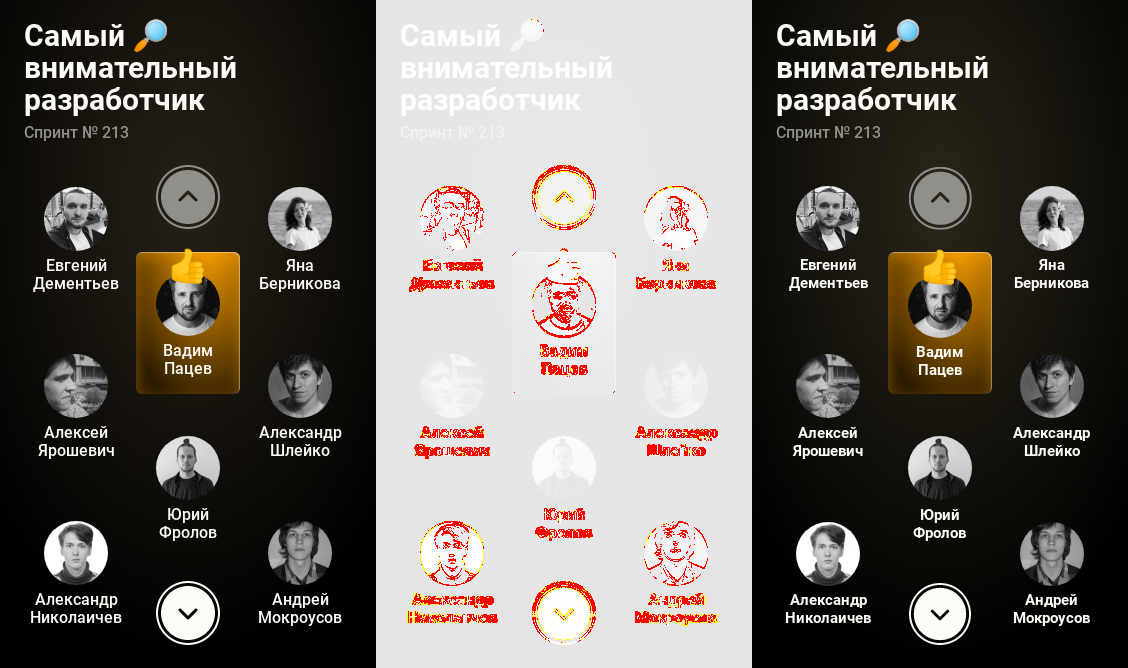 Самый
внимательный
разработчик
Спринт № 213
Евгений
Дементьев
Яна
Берникова
Вадим
Пацев
Алексей
Ярошевич
Александр
Шлейко
Юрий
Фролов
Александр
Николаичев
Андрей
Мокроусов
Самый
внимательный
разработчик
Спринт № 213
Евгений
Дементьев
Яна
Берникова
Вадим
Пацев
Алексей
Ярошевич
Александр
Шлейко
Юрий
Фролов
Александр
Николаичев
Андрей
Мокроусов
Самый
внимательный
разработчик
Спринт № 213
Евгений
Дементьев
Яна
Берникова
Вадим
Пацев
Алексей
Ярошевич
Александр
Шлейко
Юрий
Фролов
Александр
Николаичев
Андрей
Мокроусов